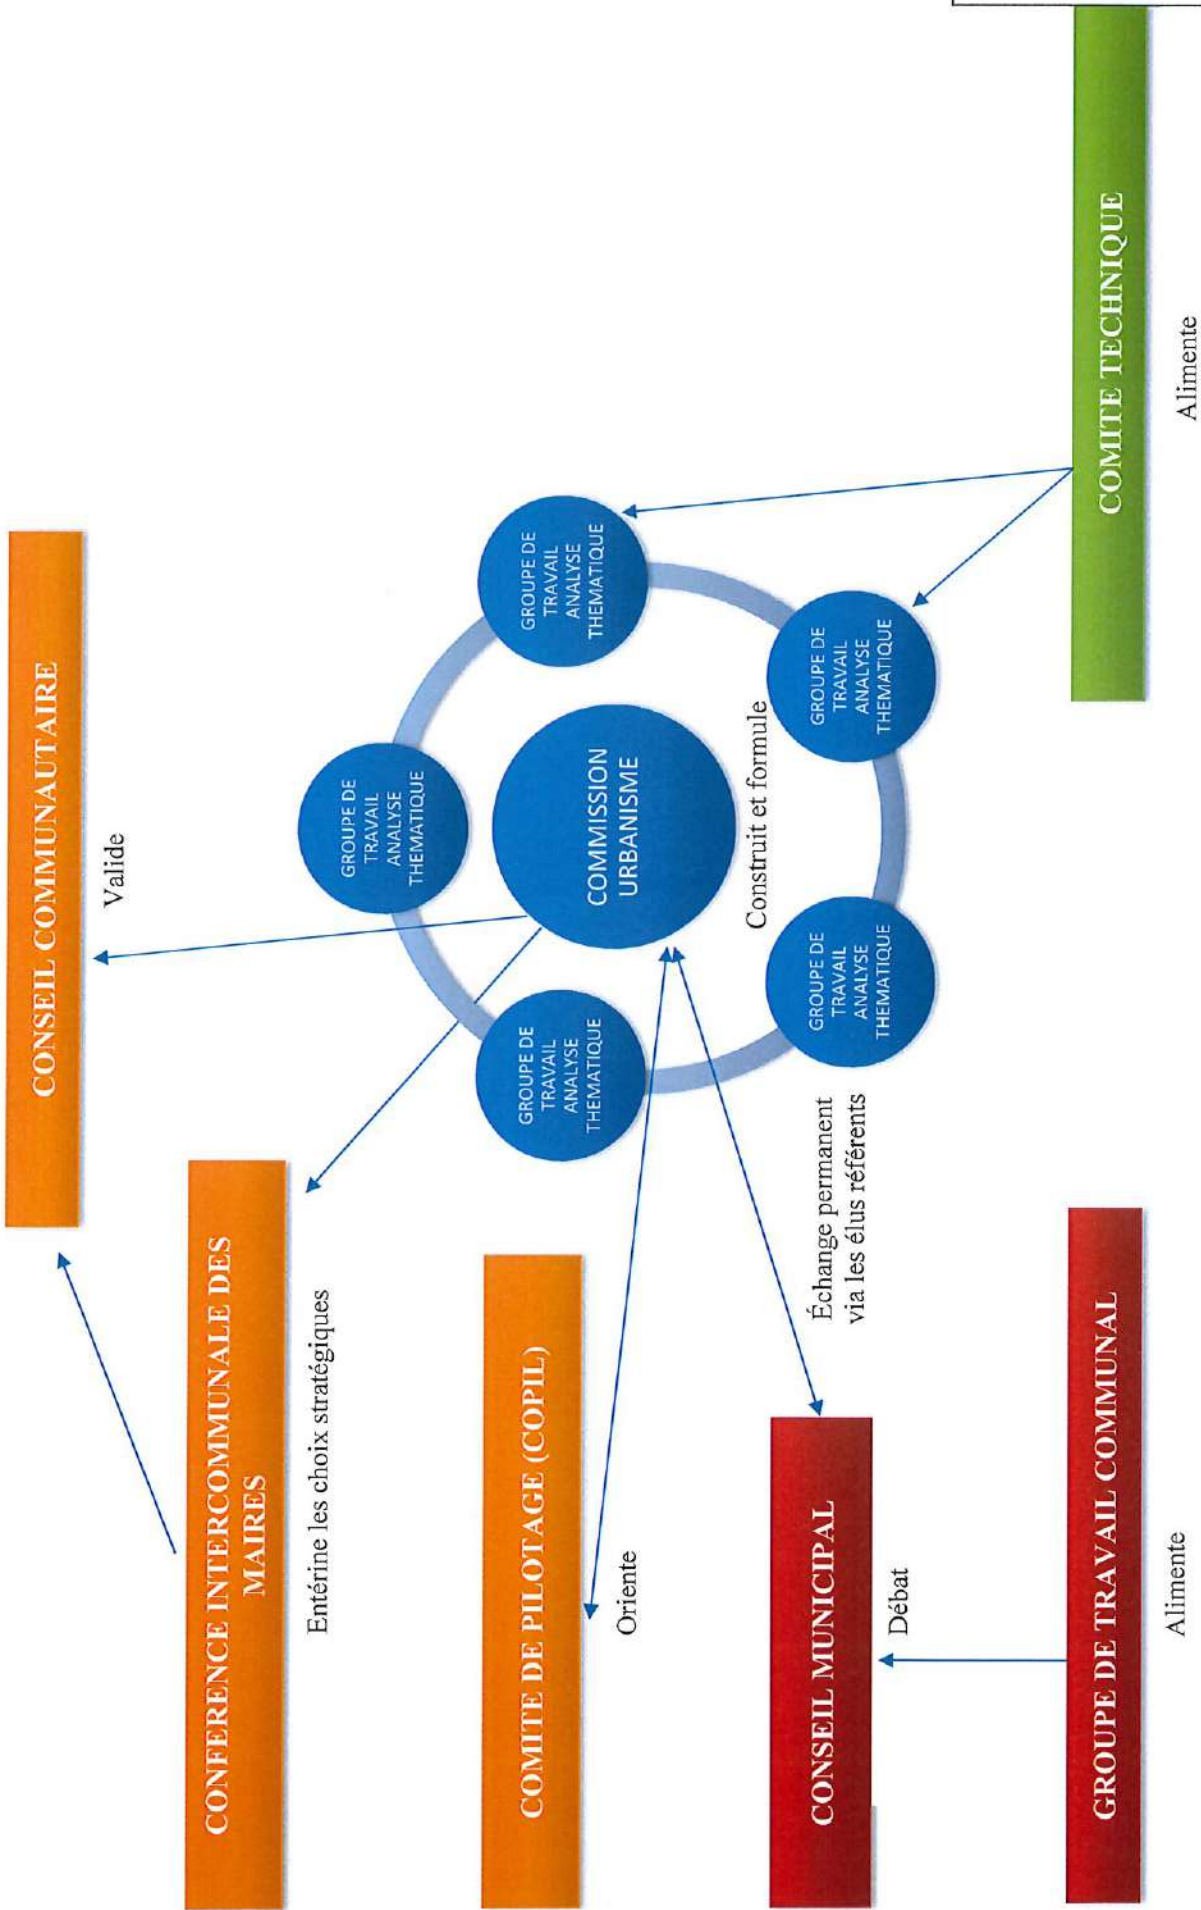 CONSEIL COMMUNAUTAIRE
Valide
CONFERENCE INTERCOMMUNALE DES
MAIRES
Entérine les choix stratégiques
COMITE DE PILOTAGE (COPIL)
Oriente
CONSEIL MUNICIPAL
Débat
Échange permanent
via les élus référents
GROUPE DE TRAVAIL COMMUNAL
Alimente
GROUPE DE
TRAVAIL
ANALYSE
THEMATIQUE
GROUPE DE
TRAVAIL
ANALYSE
THEMATIQUE
GROUPE DE
TRAVAIL
ANALYSE
THEMATIQUE
COMMISSION
URBANISME
Construit et formule
GROUPE DE
TRAVAIL
ANALYSE
THEMATIQUE
GROUPE DE
TRAVAIL
ANALYSE
THEMATIQUE
COMITE TECHNIQUE
Alimente